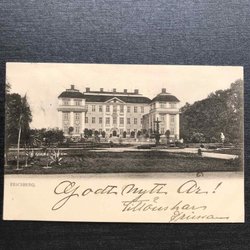 ERICSBERG.
Godt nytt År!
Tillönskas